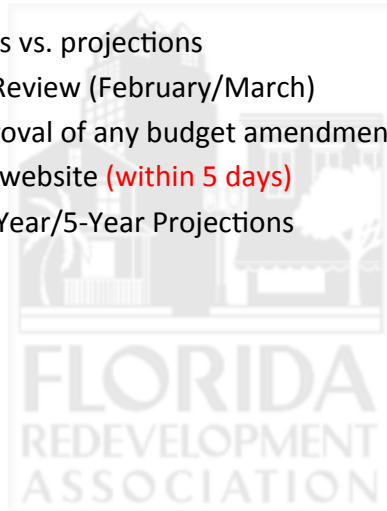 s vs. projections
Review (February/March)
roval of any budget amendmen
website (within 5 days)
Year/5-Year Projections
FLORIDA
REDEVELOPMENT
ASSOCIATION